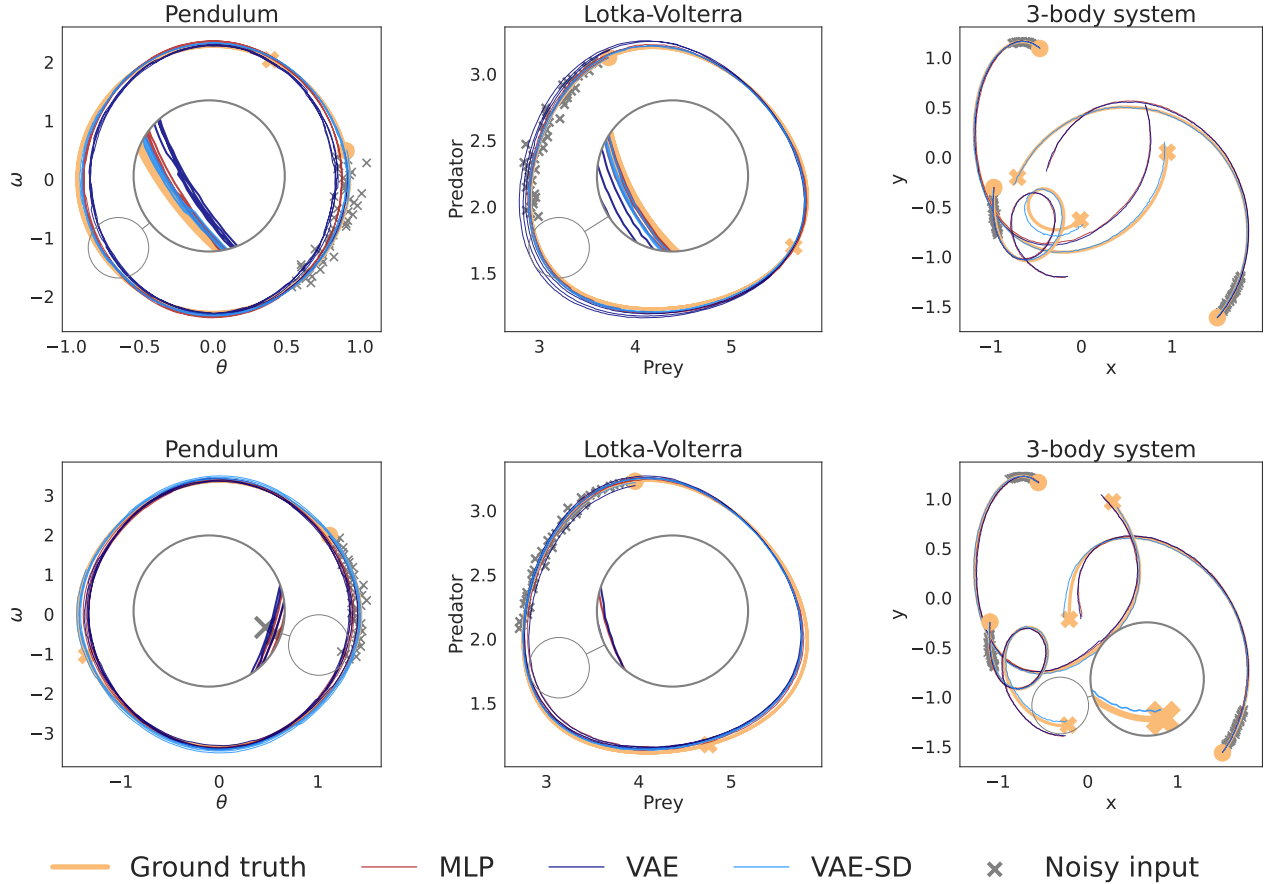 Pendulum
2
1
0
−1
−2
ω
−1.0 −0.5 0.0 0.5 1.0
θ
Lotka-Volterra
3.0
2.5
2.0
1.5
Predator
3 4 5
Prey
3-body system
1.0
0.5
0.0
−0.5
−1.0
−1.5
y
−1 0 1
x
Pendulum
3
2
1
0
−1
−2
−3
ω
−1 0 1
θ
Lotka-Volterra
3.0
2.5
2.0
1.5
Predator
3 4 5
Prey
3-body system
1.0
0.5
0.0
−0.5
−1.0
−1.5
y
−1 0 1
x
Ground truth MLP VAE VAE-SD Noisy input